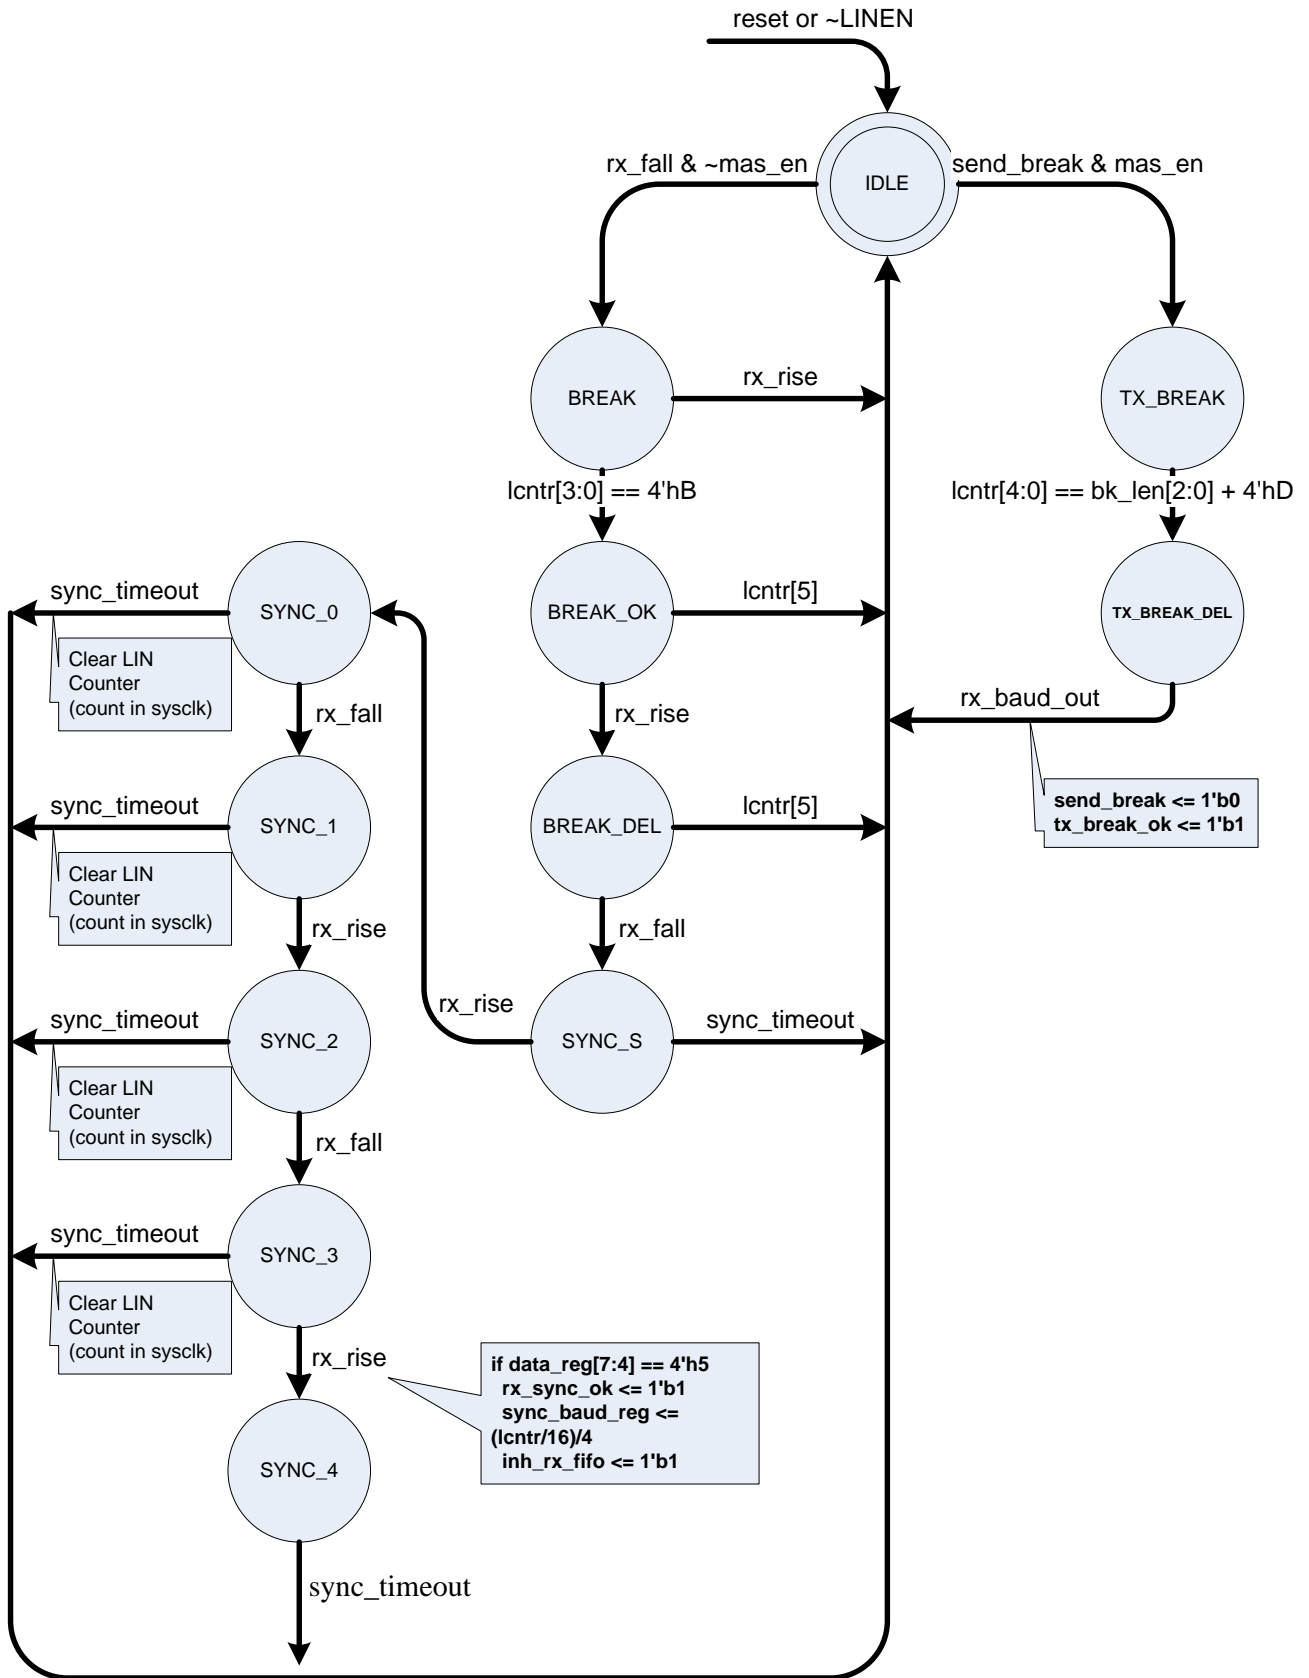 reset or ~LINEN
rx_fall & ~mas_en
IDLE
send_break & mas_en
BREAK
rx_rise
TX_BREAK
lcntr[3:0] == 4'hB
lcntr[4:0] == bk_len[2:0] + 4'hD
sync_timeout
SYNC_0
BREAK_OK
lcntr[5]
TX_BREAK_DEL
Clear LIN
Counter
(count in sysclk)
rx_fall
rx_rise
rx_baud_out
sync_timeout
SYNC_1
BREAK_DEL
lcntr[5]
send_break <= 1'b0
tx_break_ok <= 1'b1
Clear LIN
Counter
(count in sysclk)
rx_rise
rx_fall
sync_timeout
SYNC_2
rx_rise
SYNC_S
sync_timeout
Clear LIN
Counter
(count in sysclk)
rx_fall
sync_timeout
SYNC_3
Clear LIN
Counter
(count in sysclk)
rx_rise
if data_reg[7:4] == 4'h5
rx_sync_ok <= 1'b1
sync_baud_reg <=
(lcntr/16)/4
inh_rx_fifo <= 1'b1
SYNC_4
sync_timeout